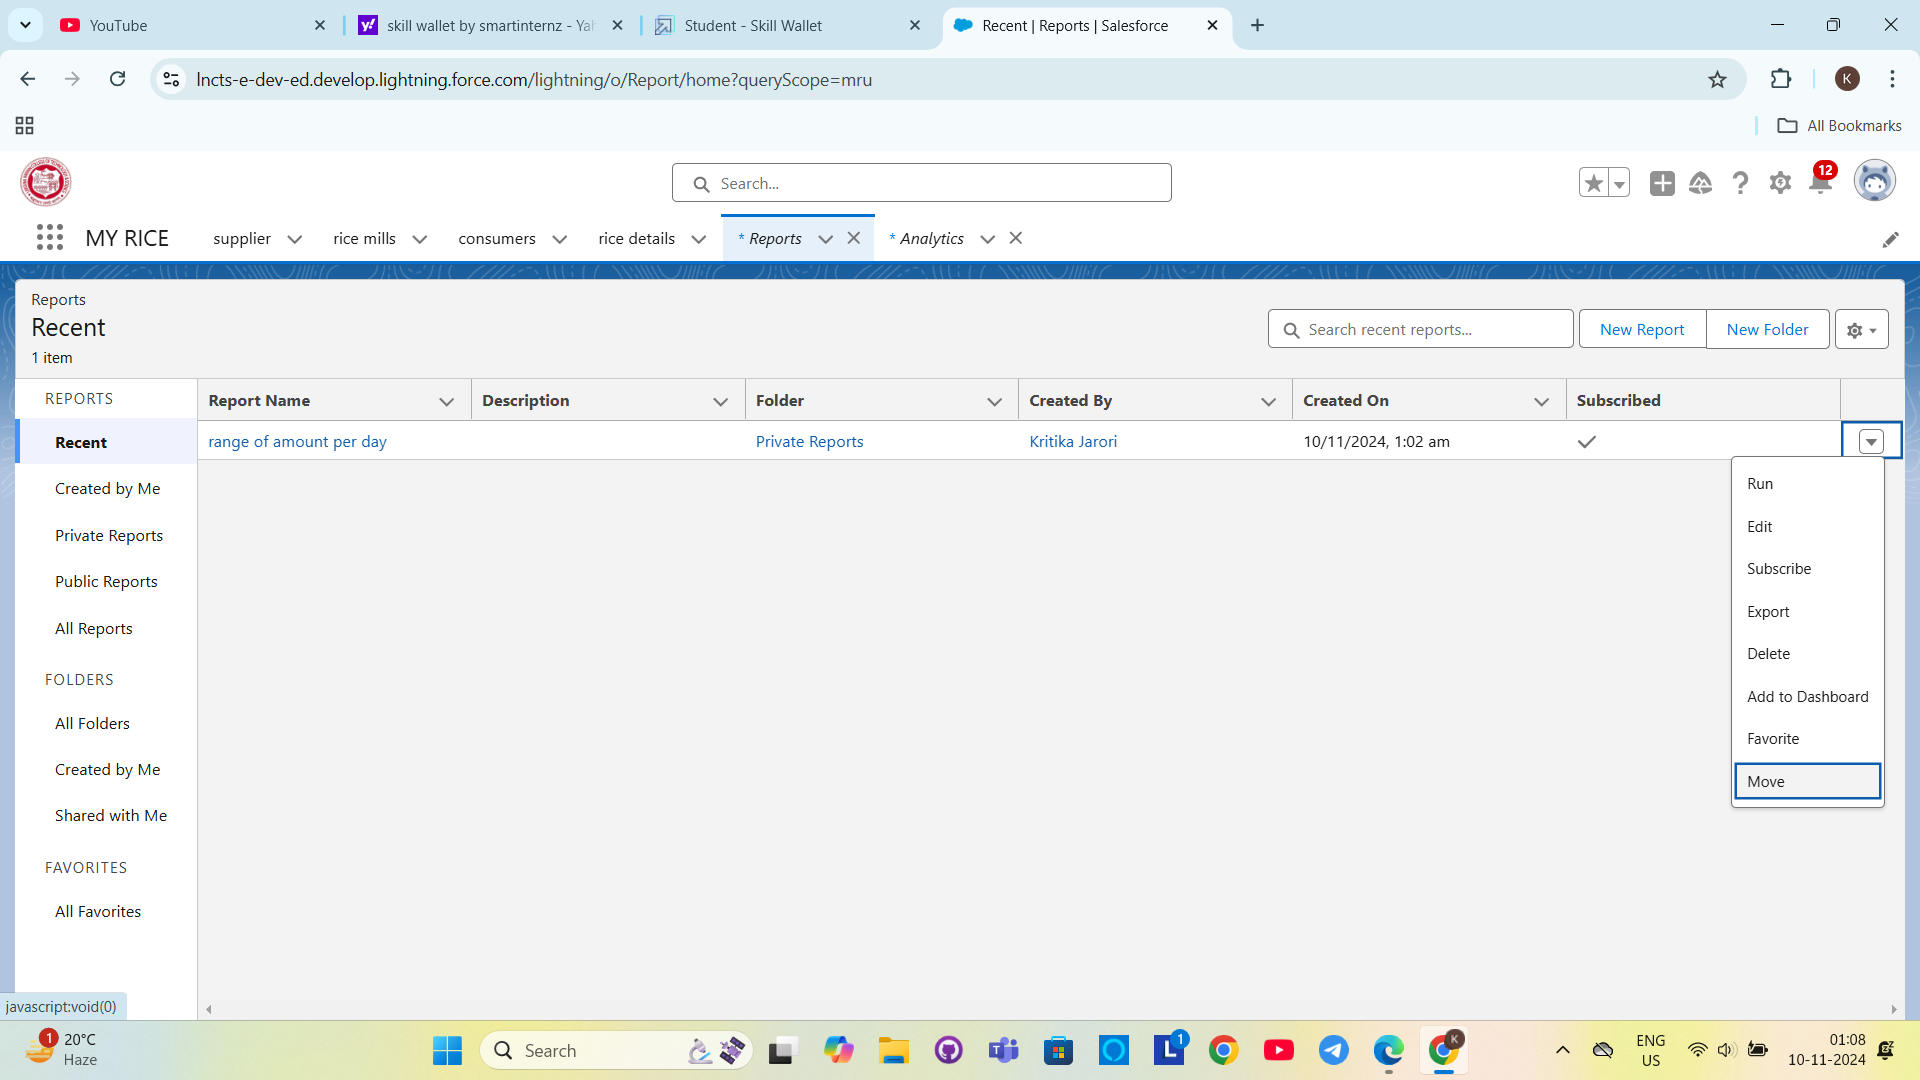 YouTube
skill wallet by smartinternz - Yah
Student - Skill Wallet
Recent | Reports | Salesforce
lncts-e-dev-ed.develop.lightning.force.com/lightning/o/Report/home?queryScope=mru
K
All Bookmarks
Search...
12
MY RICE
supplier
rice mills
consumers
rice details
* Reports
* Analytics
Reports
Recent
1 item
Search recent reports...
New Report
New Folder
REPORTS
Recent
Created by Me
Private Reports
Public Reports
All Reports
FOLDERS
All Folders
Created by Me
Shared with Me
FAVORITES
All Favorites
Report Name
Description
Folder
Created By
Created On
Subscribed
range of amount per day
Private Reports
Kritika Jarori
10/11/2024, 1:02 am
Run
Edit
Subscribe
Export
Delete
Add to Dashboard
Favorite
Move
javascript:void(0)
1
20°C
Haze
Search
L
1
K
ENG
US
01:08
10-11-2024